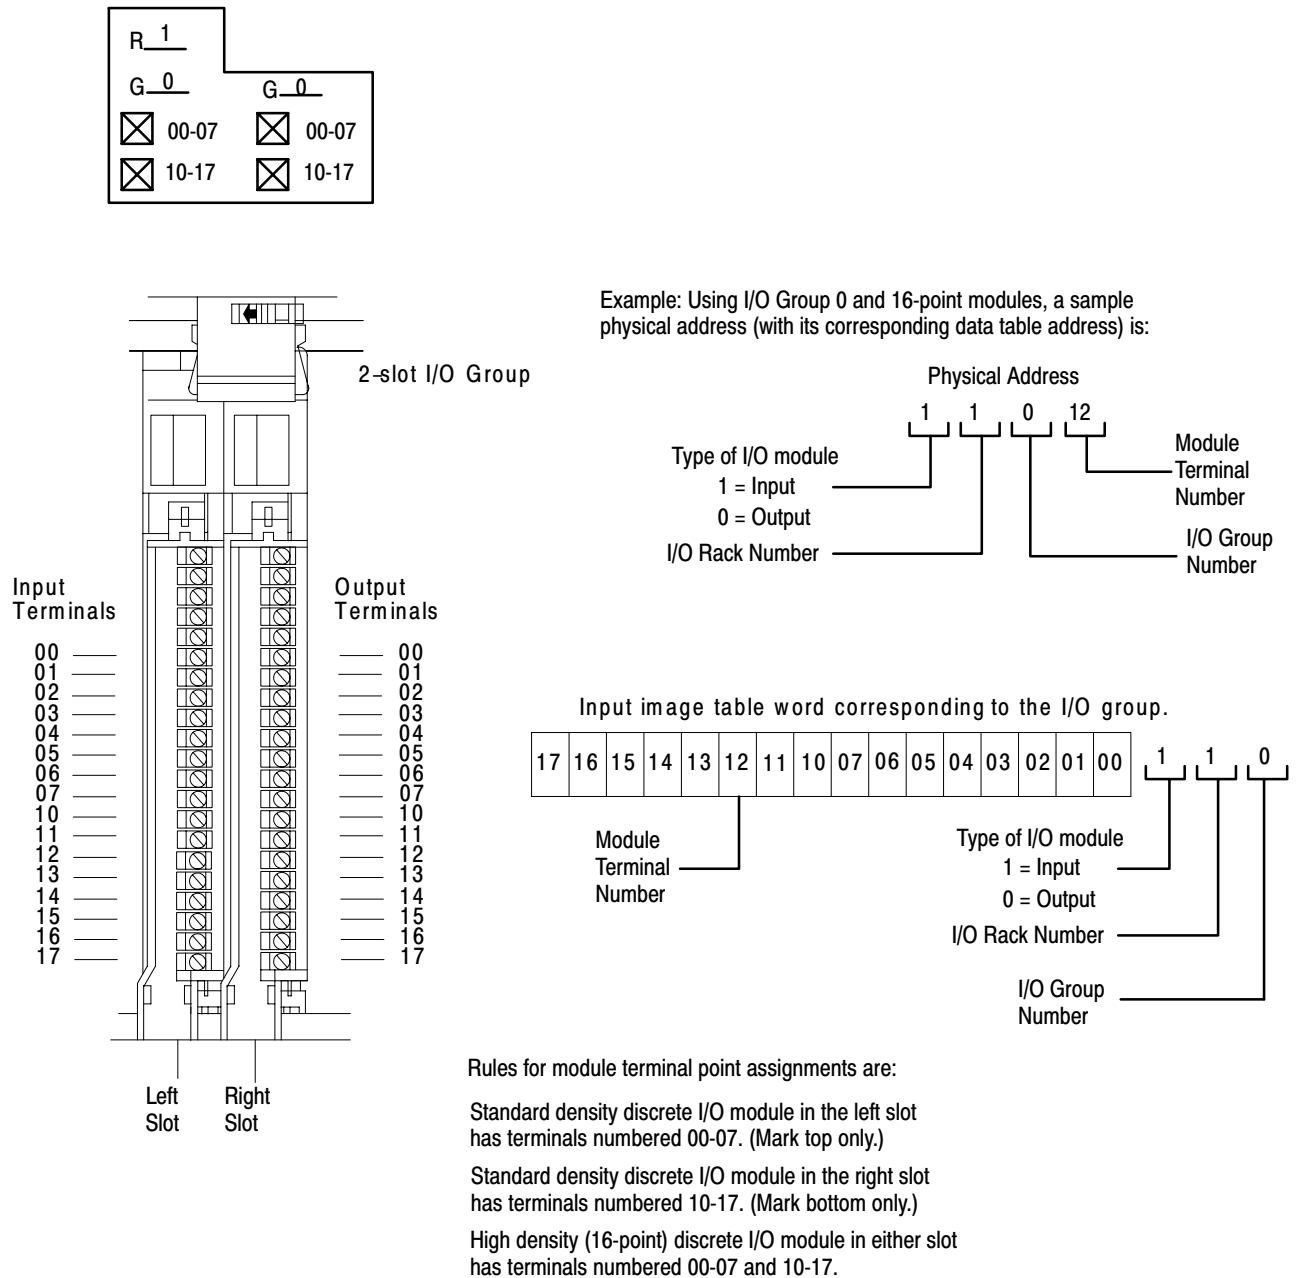 R 1
G 0 G 0
00-07 00-07
10-17 10-17
Example: Using I/O Group 0 and 16-point modules, a sample
physical address (with its corresponding data table address) is:
2-slot I/O Group
Physical Address
1 1 0 12
Type of I/O module
1 = Input
0 = Output
I/O Rack Number
Module
Terminal
Number
I/O Group
Number
Input
Terminals
00
01
02
03
04
05
06
07
10
11
12
13
14
15
16
17
Output
Terminals
00
01
02
03
04
05
06
07
10
11
12
13
14
15
16
17
Input image table word corresponding to the I/O group.
17 16 15 14 13 12 11 10 07 06 05 04 03 02 01 00 1 1 0
Module
Terminal
Number
Type of I/O module
1 = Input
0 = Output
I/O Rack Number
I/O Group
Number
Left
Slot
Right
Slot
Rules for module terminal point assignments are:
Standard density discrete I/O module in the left slot
has terminals numbered 00-07. (Mark top only.)
Standard density discrete I/O module in the right slot
has terminals numbered 10-17. (Mark bottom only.)
High density (16-point) discrete I/O module in either slot
has terminals numbered 00-07 and 10-17.